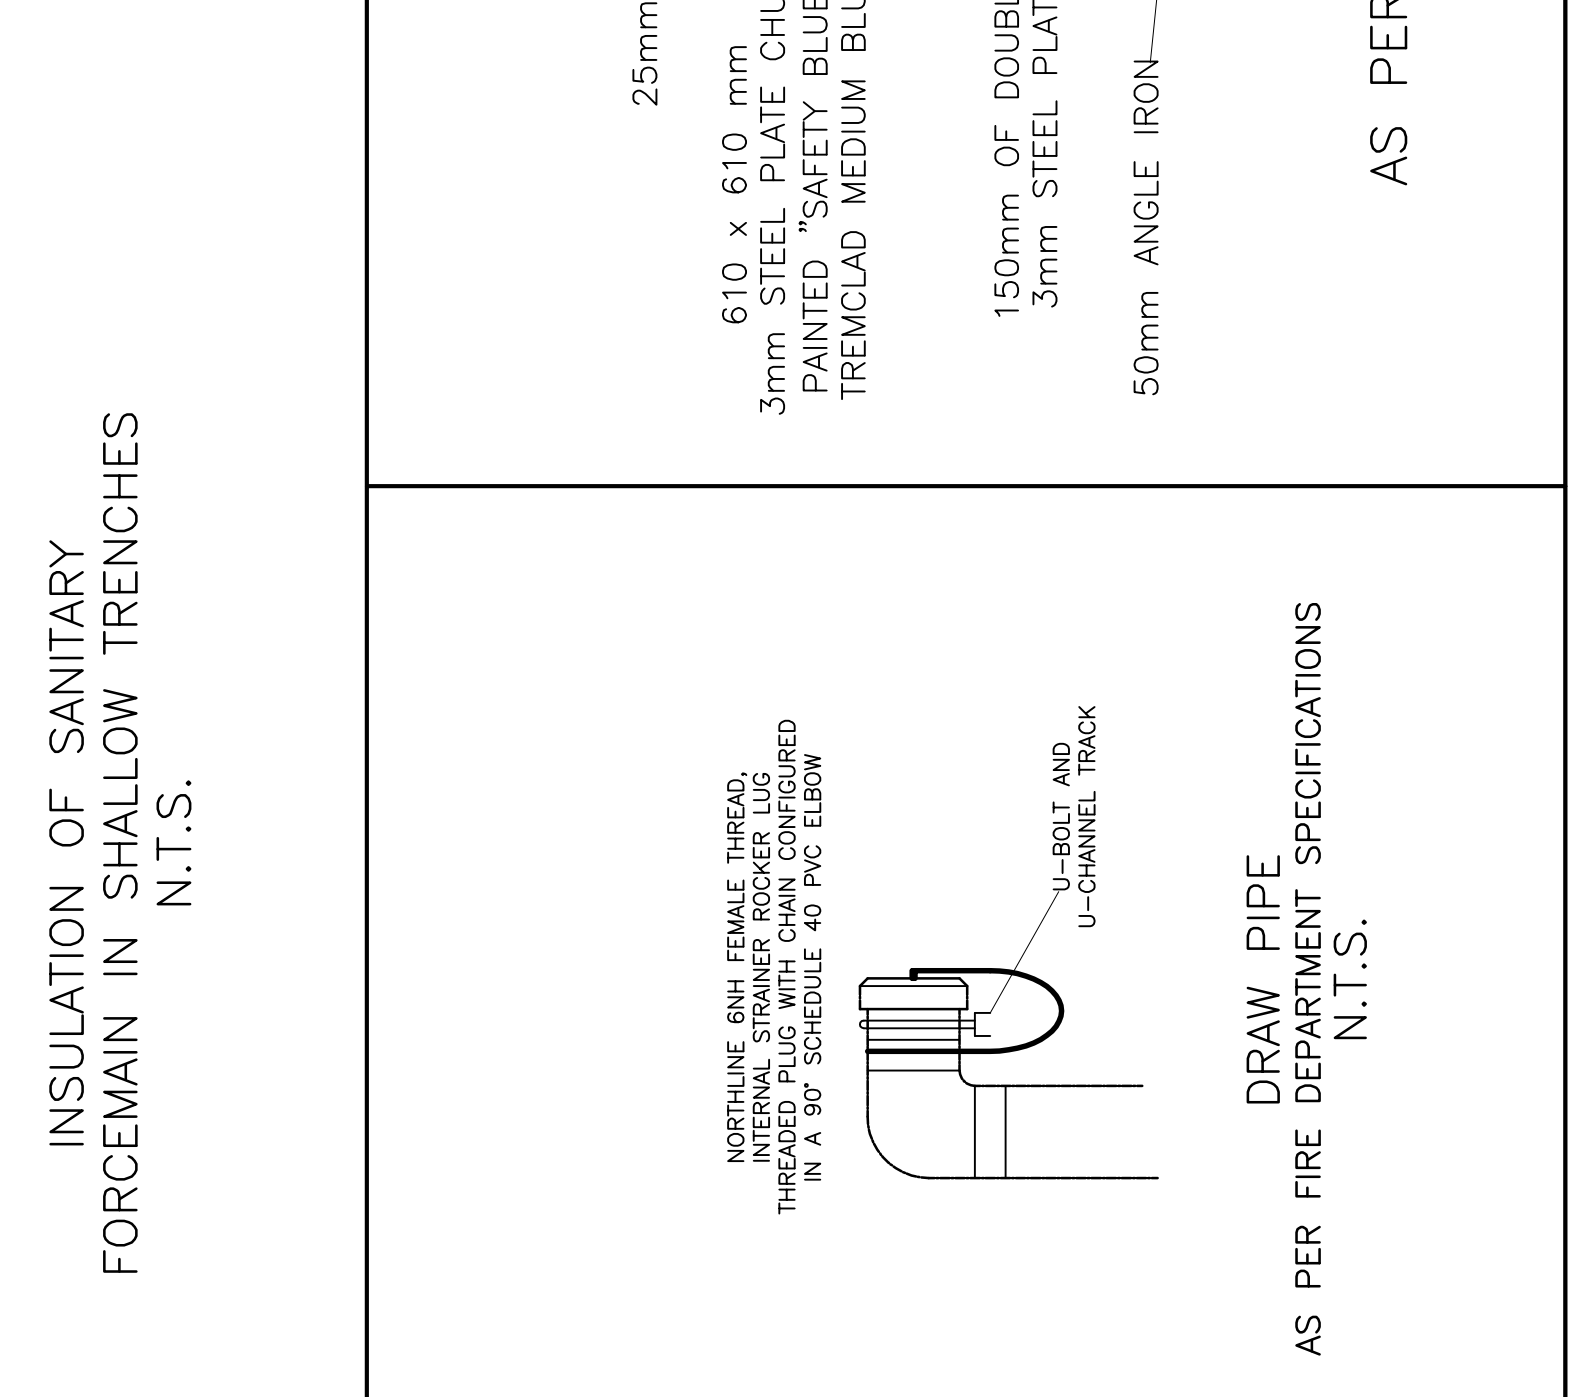 INSULATION OF SANITARY
FORCEMAIN IN SHALLOW TRENCHES
N.T.S.
25mm
610 x 610 mm
3mm STEEL PLATE
PAINTED "SAFETY BLUE
TREMCLAD MEDIUM
150mm OF
3mm STEEL
50mm ANGLE IRON
AS PER
NORTHLINE 6NH FEMALE THREAD,
INTERNAL STRAINER ROCKER LUG
THREADED PLUG WITH CHAIN CONFIGURED
IN A 90° SCHEDULE 40 PVC ELBOW
U-BOLT AND
U-CHANNEL TRACK
DRAW PIPE
AS PER FIRE DEPARTMENT SPECIFICATIONS
N.T.S.